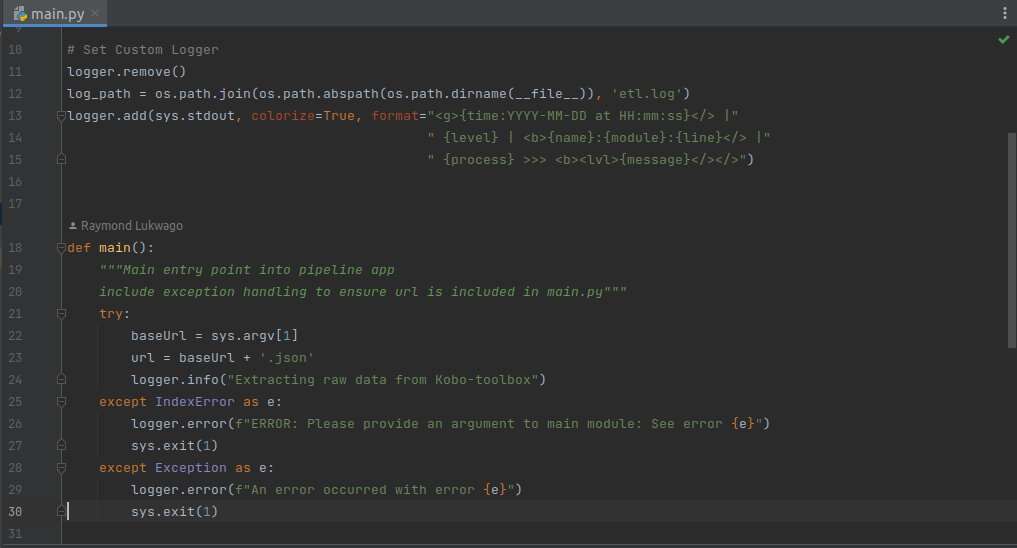 main.py
9
10 # Set Custom Logger
11 logger.remove()
12 log_path = os.path.join(os.path.abspath(os.path.dirname(__file__)), 'etl.log')
13 logger.add(sys.stdout, colorize=True, format="<g>{time:YYYY-MM-DD at HH:mm:ss}</> |"
14 " {level} | <b>{name}:{module}:{line}</> |"
15 " {process} >>> <b><lvl>{message}</></>")
16
17
Raymond Lukwago
18 def main():
19 """Main entry point into pipeline app
20 include exception handling to ensure url is included in main.py"""
21 try:
22 baseUrl = sys.argv[1]
23 url = baseUrl + '.json'
24 logger.info("Extracting raw data from Kobo-toolbox")
25 except IndexError as e:
26 logger.error(f"ERROR: Please provide an argument to main module: See error {e}")
27 sys.exit(1)
28 except Exception as e:
29 logger.error(f"An error occurred with error {e}")
30 sys.exit(1)
31